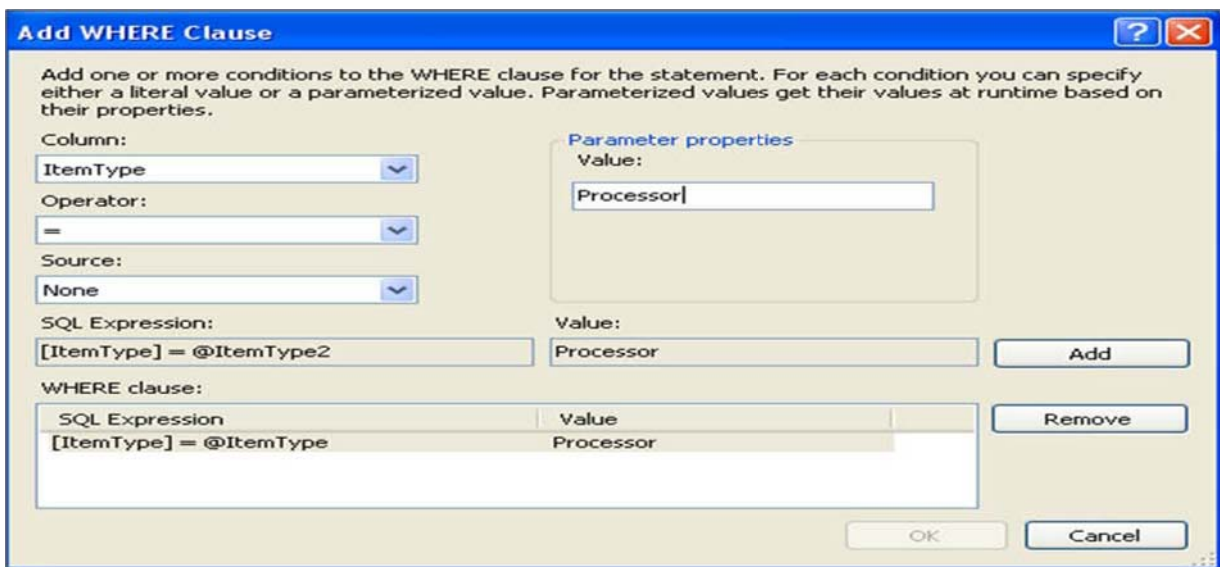 Add WHERE Clause
Add one or more conditions to the WHERE clause for the statement. For each condition you can specify
either a literal value or a parameterized value. Parameterized values get their values at runtime based on
their properties.
Column:
ItemType
Operator:
=
Source:
None
Parameter properties
Value:
Processor
SQL Expression:
[ItemType] = @ItemType2
Value:
Processor
Add
WHERE clause:
SQL Expression Value
[ItemType] = @ItemType Processor
Remove
OK Cancel